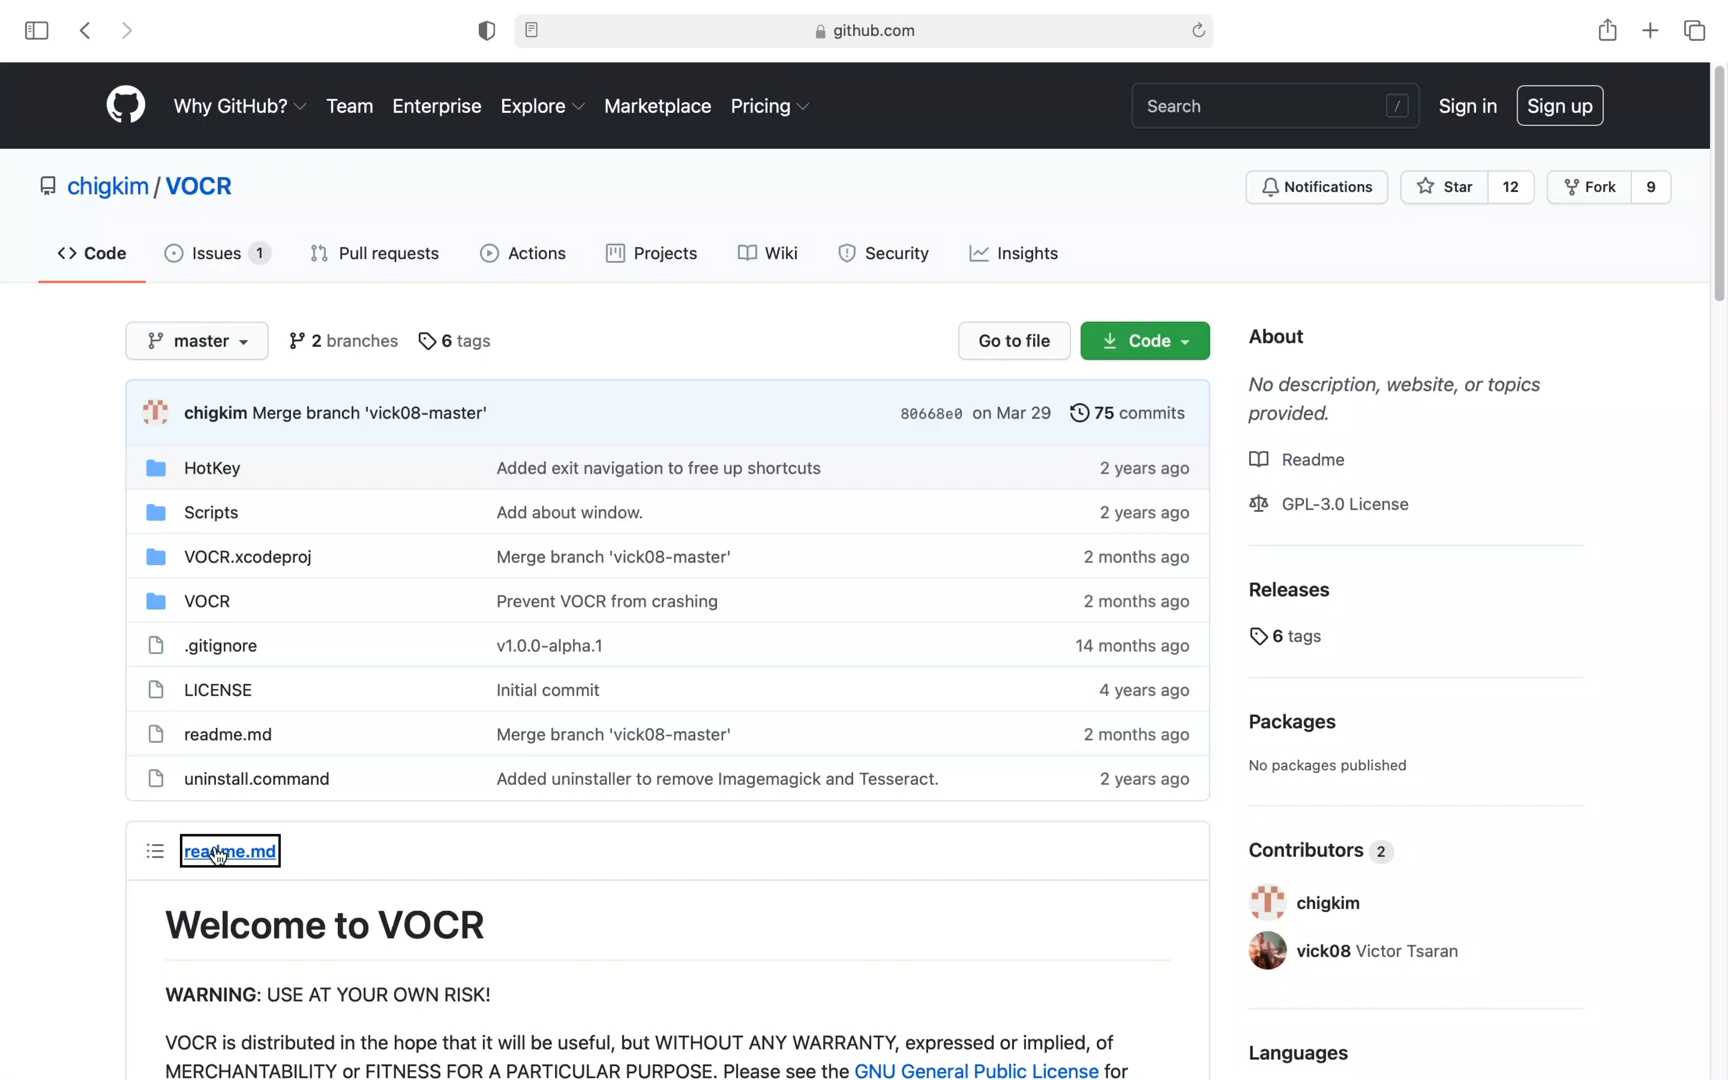 github.com
Why GitHub? Team Enterprise Explore Marketplace Pricing Search / Sign in Sign up
chigkim / VOCR Notifications Star 12 Fork 9
<> Code Issues 1 Pull requests Actions Projects Wiki Security Insights
master 2 branches 6 tags Go to file Code
About
No description, website, or topics
provided.
chigkim Merge branch 'vick08-master' 80668e0 on Mar 29 75 commits
HotKey Added exit navigation to free up shortcuts 2 years ago
Readme
Scripts Add about window. 2 years ago
GPL-3.0 License
VOCR.xcodeproj Merge branch 'vick08-master' 2 months ago
VOCR Prevent VOCR from crashing 2 months ago
Releases
.gitignore v1.0.0-alpha.1 14 months ago
6 tags
LICENSE Initial commit 4 years ago
readme.md Merge branch 'vick08-master' 2 months ago
Packages
No packages published
uninstall.command Added uninstaller to remove Imagemagick and Tesseract. 2 years ago
readme.md
Contributors 2
chigkim
vick08 Victor Tsaran
Welcome to VOCR
WARNING: USE AT YOUR OWN RISK!
VOCR is distributed in the hope that it will be useful, but WITHOUT ANY WARRANTY, expressed or implied, of
MERCHANTABILITY or FITNESS FOR A PARTICULAR PURPOSE. Please see the GNU General Public License for
Languages